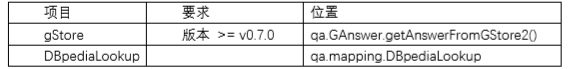 项目 要求 位置
gStore 版本 >= v0.7.0 qa.GAnswer.getAnswerFromGStore2()
DBpediaLookup qa.mapping.DBpediaLookup